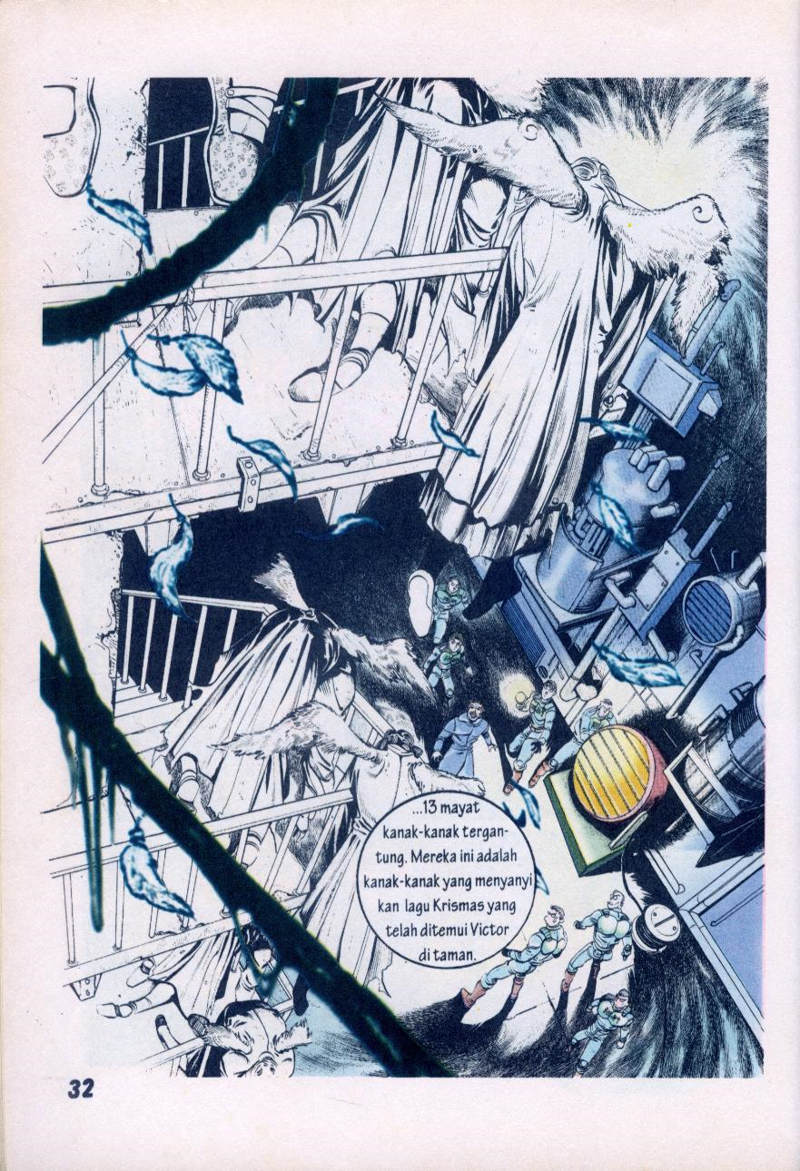 ...13 mayat
kanak-kanak tergan-
tung. Mereka ini adalah
kanak-kanak yang menyanyi
kan lagu Krismas yang
telah ditemui Victor
di taman.
32